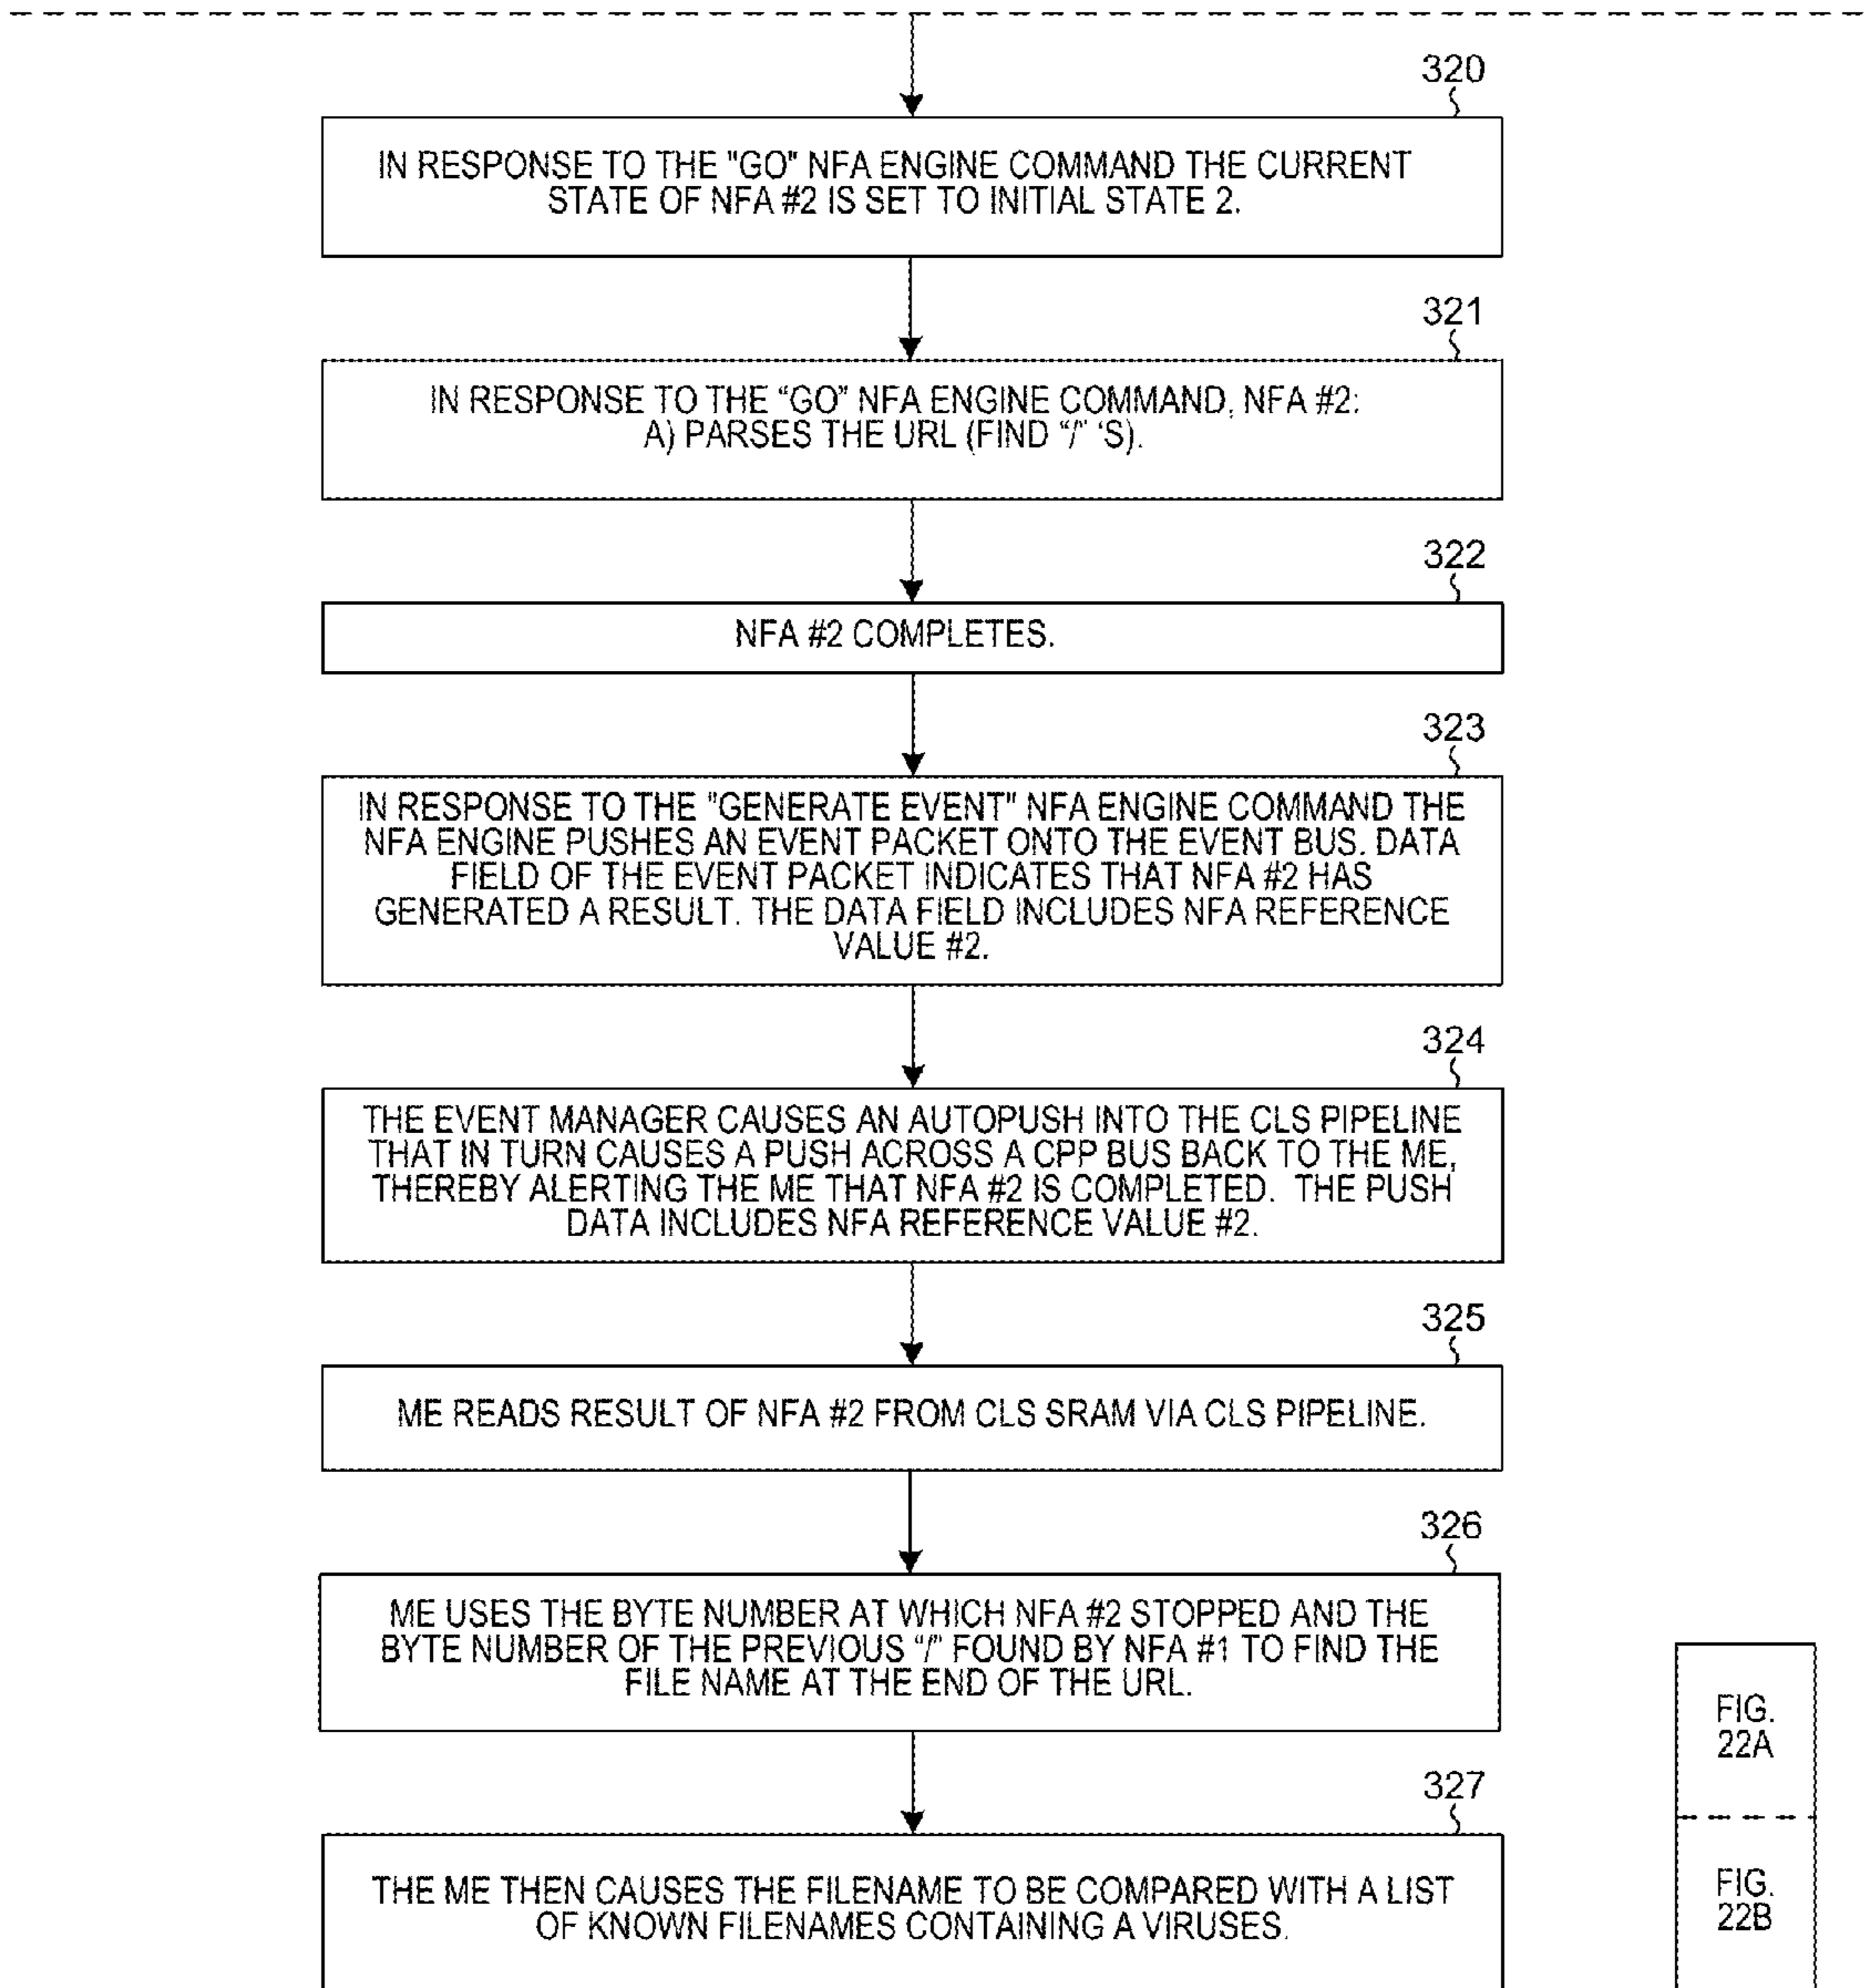 320
IN RESPONSE TO THE "GO" NFA ENGINE COMMAND THE CURRENT
STATE OF NFA #2 IS SET TO INITIAL STATE 2.
321
IN RESPONSE TO THE “GO” NFA ENGINE COMMAND, NFA #2:
A) PARSES THE URL (FIND “/” ‘S).
322
NFA #2 COMPLETES.
323
IN RESPONSE TO THE "GENERATE EVENT" NFA ENGINE COMMAND THE
NFA ENGINE PUSHES AN EVENT PACKET ONTO THE EVENT BUS. DATA
FIELD OF THE EVENT PACKET INDICATES THAT NFA #2 HAS
GENERATED A RESULT. THE DATA FIELD INCLUDES NFA REFERENCE
VALUE #2.
324
THE EVENT MANAGER CAUSES AN AUTOPUSH INTO THE CLS PIPELINE
THAT IN TURN CAUSES A PUSH ACROSS A CPP BUS BACK TO THE ME,
THEREBY ALERTING THE ME THAT NFA #2 IS COMPLETED. THE PUSH
DATA INCLUDES NFA REFERENCE VALUE #2.
325
ME READS RESULT OF NFA #2 FROM CLS SRAM VIA CLS PIPELINE.
326
ME USES THE BYTE NUMBER AT WHICH NFA #2 STOPPED AND THE
BYTE NUMBER OF THE PREVIOUS “/” FOUND BY NFA #1 TO FIND THE
FILE NAME AT THE END OF THE URL.
327
THE ME THEN CAUSES THE FILENAME TO BE COMPARED WITH A LIST
OF KNOWN FILENAMES CONTAINING A VIRUSES.
FIG.
22A
FIG.
22B